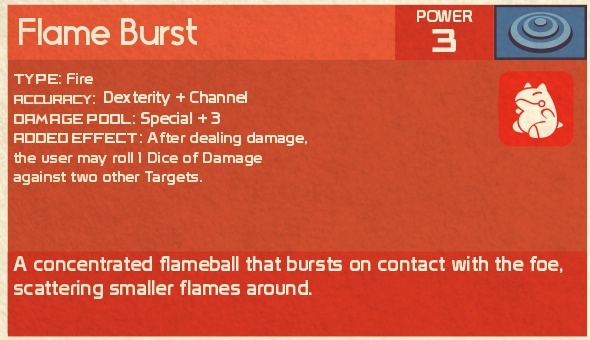 Flame Burst
POWER
3
TYPE: Fire
ACCURACY: Dexterity + Channel
DAMAGE POOL: Special + 3
ADDED EFFECT: After dealing damage,
the user may roll 1 Dice of Damage
against two other Targets.
A concentrated flameball that bursts on contact with the foe,
scattering smaller flames around.